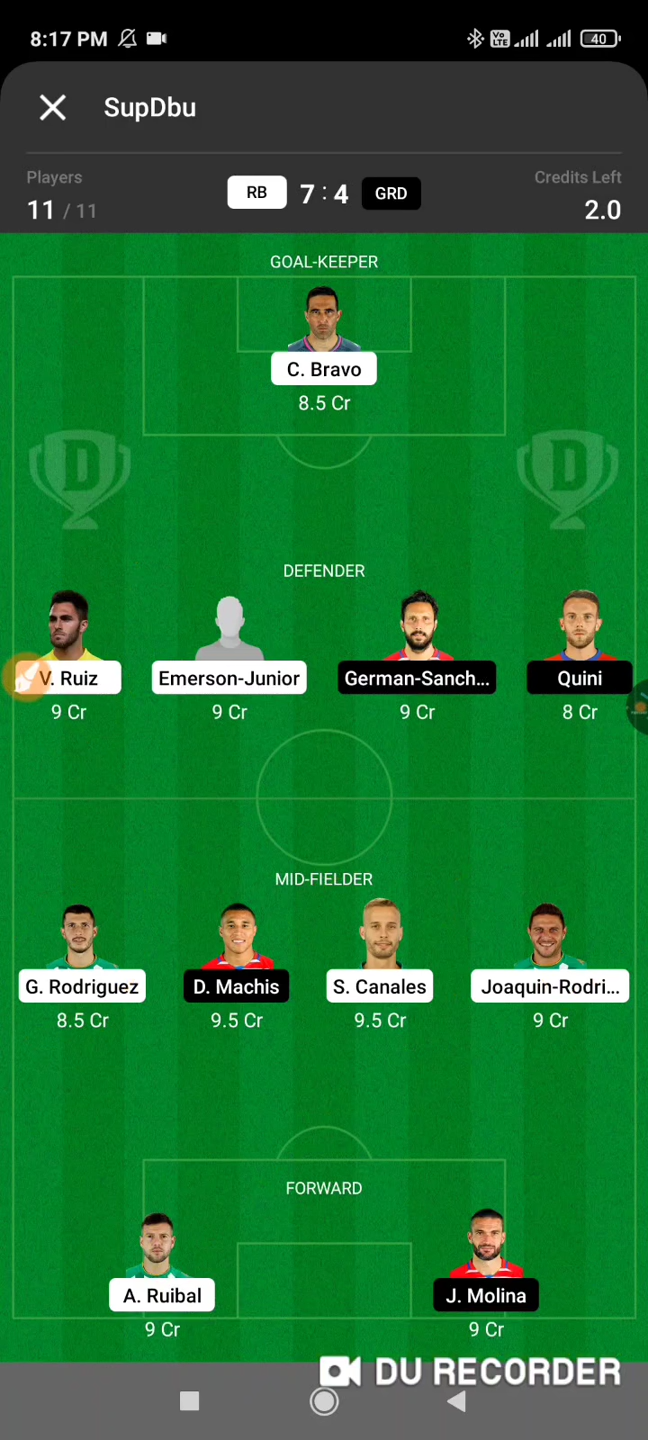 8:17 PM Vo LTE 40
SupDbu
Players
Credits Left
RB 7 : 4 GRD
11 / 11
2.0
GOAL-KEEPER
C. Bravo
8.5 Cr
D D
DEFENDER
V. Ruiz Emerson-Junior German-Sanch... Quini
9 Cr 9 Cr 9 Cr 8 Cr
MID-FIELDER
G. Rodriguez D. Machis S. Canales Joaquin-Rodri...
8.5 Cr 9.5 Cr 9.5 Cr 9 Cr
FORWARD
A. Ruibal J. Molina
9 Cr 9 Cr
DU RECORDER